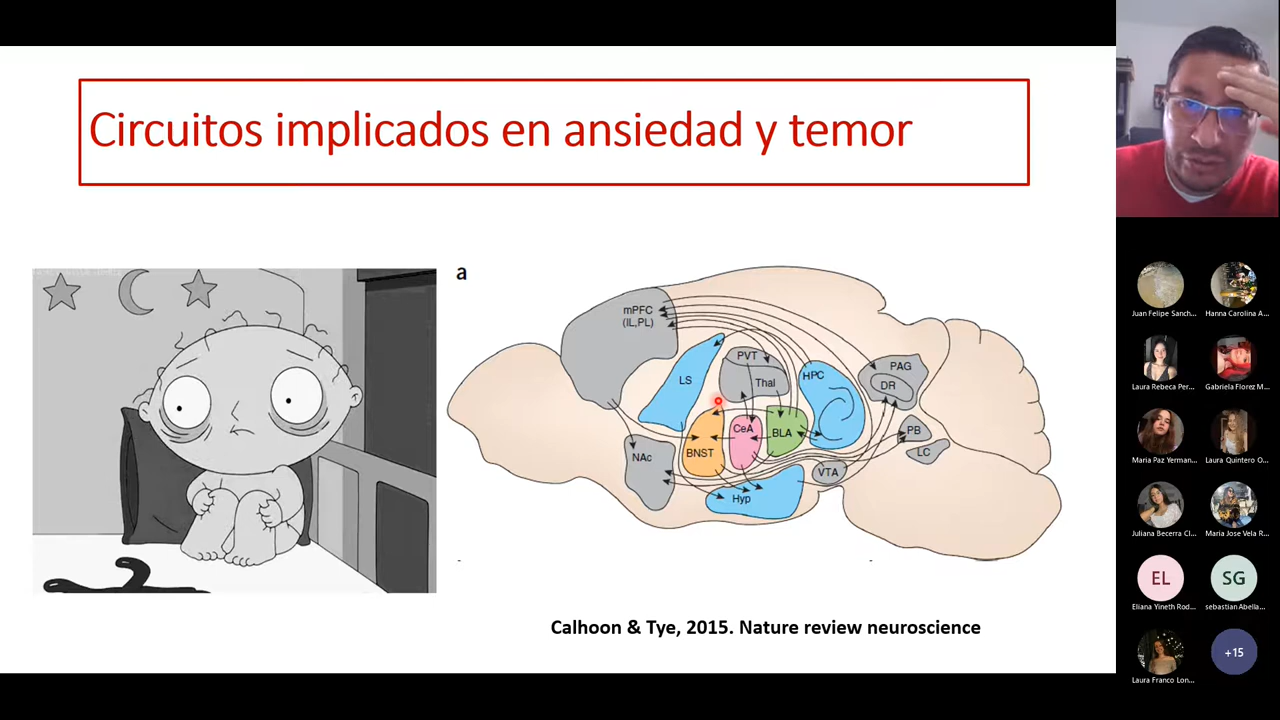 Circuitos implicados en ansiedad y temor
a
mPFC
(IL,PL)
LS
PVT
Thal
HPC
PAG
DR
CeA
BLA
BNST
PB
LC
NAc
VTA
Hyp
Calhoon & Tye, 2015. Nature review neuroscience
Juan Felipe Sanch...
Hanna Carolina A...
Laura Rebeca Per...
Gabriela Florez M...
Maria Paz Yerman...
Laura Quintero O...
Juliana Becerra Cl...
Maria Jose Vela R...
EL
SG
Eliana Yineth Rod...
sebastian Abella...
+15
Laura Franco Lon...